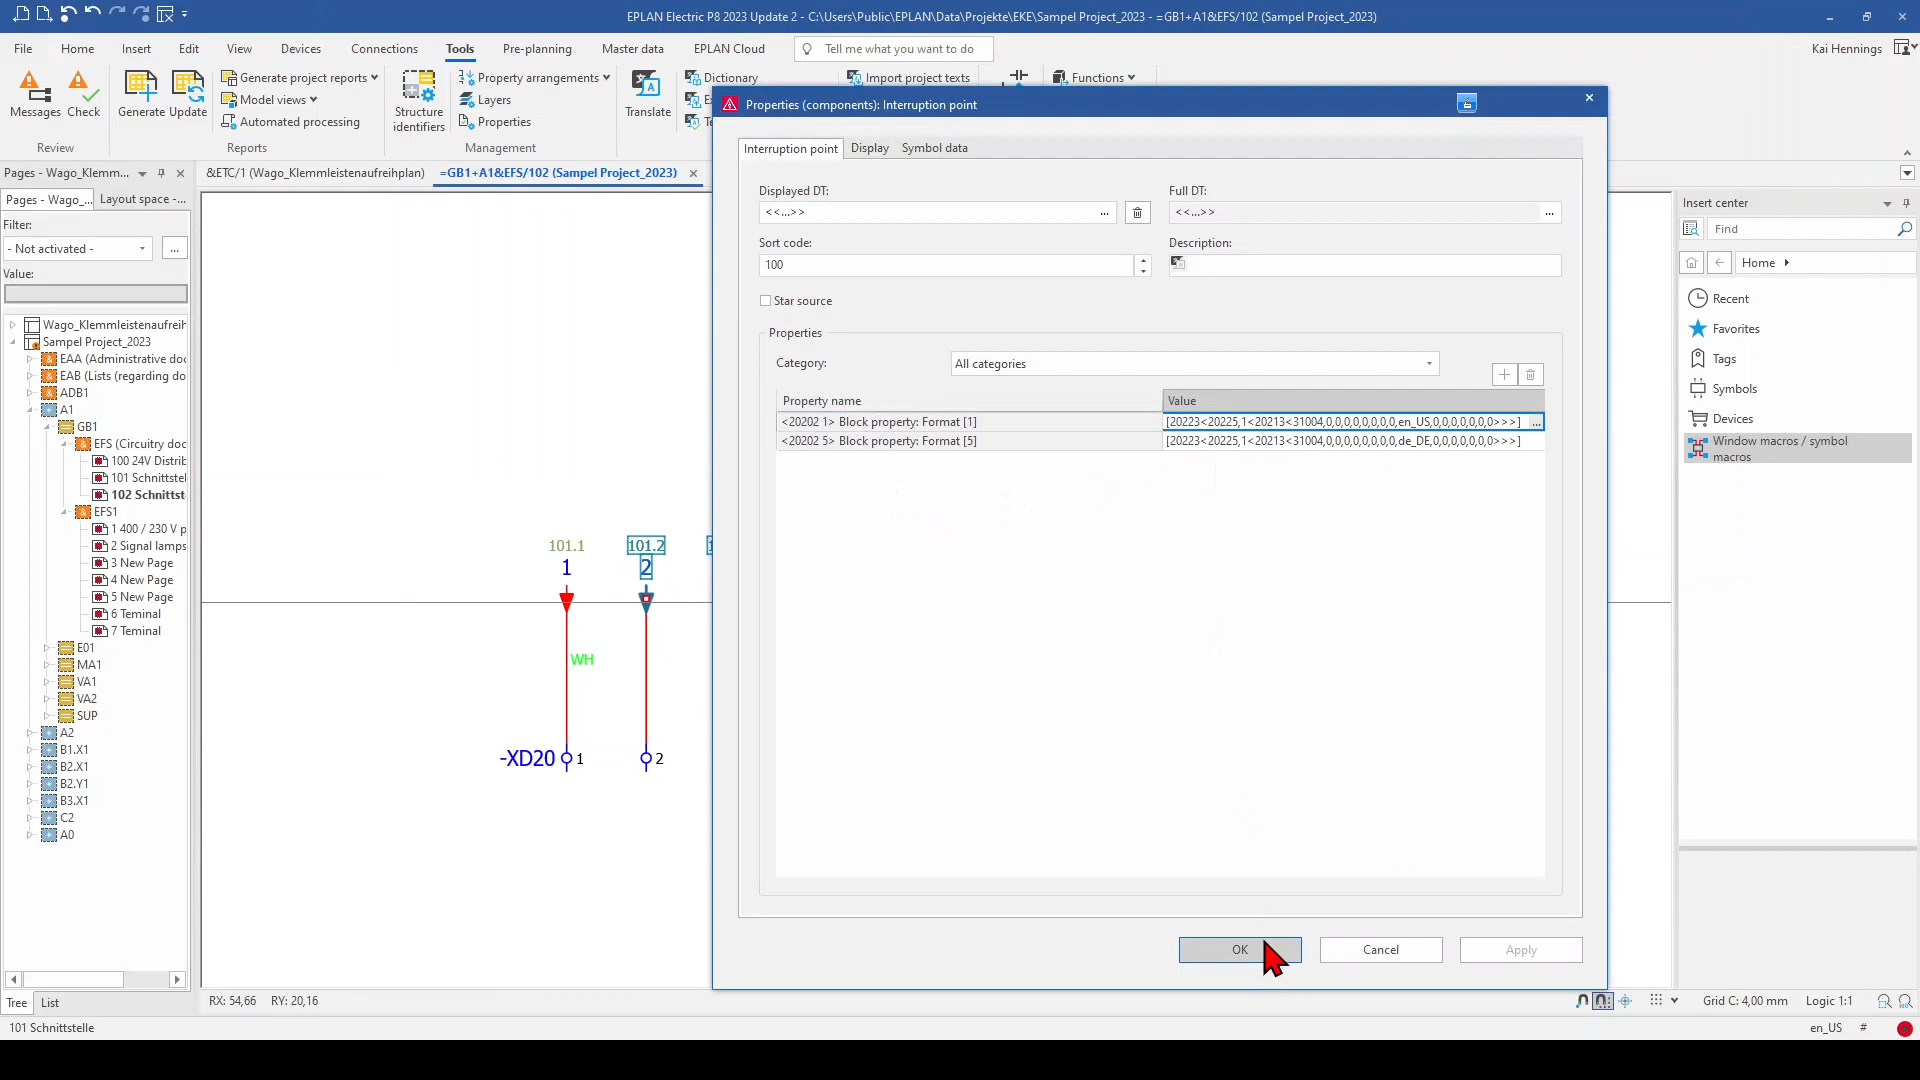 EPLAN Electric P8 2023 Update 2 - C:\Users\Public\EPLAN\Data\Projekte\EKE\Sampel Project_2023 - =GB1+A1&EFS/102 (Sampel Project_2023)
File Home Insert Edit View Devices Connections Tools Pre-planning Master data EPLAN Cloud Tell me what you want to do Kai Hennings
Messages Check
Review
Generate Update
Generate project reports
Model views
Automated processing
Reports
Structure identifiers
Property arrangements
Layers
Properties
Management
Translate
Dictionary
Import project texts
Functions
Pages - Wago_Klemm...
&ETC/1 (Wago_Klemmleistenaufreihplan)
=GB1+A1&EFS/102 (Sampel Project_2023)
Pages - Wago_... Layout space -...
Filter:
- Not activated -
...
Value:
Wago_Klemmleistenaufreih
Sampel Project_2023
EAA (Administrative doc
EAB (Lists (regarding do
ADB1
A1
GB1
EFS (Circuitry doc
100 24V Distrib
101 Schnittstel
102 Schnittst
EFS1
1 400 / 230 V p
2 Signal lamps
3 New Page
4 New Page
5 New Page
6 Teminal
7 Teminal
E01
MA1
VA1
VA2
SUP
A2
B1.X1
B2.X1
B2.Y1
B3.X1
C2
A0
Tree List
101.1
1
101.2
2
WH
-XD20 1
2
Properties (components): Interruption point
Interruption point Display Symbol data
Displayed DT: Full DT:
<<...>> ... <<...>> ...
Sort code: Description:
100
Star source
Properties
Category: All categories
Property name Value
<20202 1> Block property: Format [1] [20223<20225,1<20213<31004,0,0,0,0,0,0,0,0,en_US,0,0,0,0,0,0,0>>>] ...
<20202 5> Block property: Format [5] [20223<20225,1<20213<31004,0,0,0,0,0,0,0,0,de_DE,0,0,0,0,0,0,0>>>]
OK Cancel Apply
Insert center
Find
Home
Recent
Favorites
Tags
Symbols
Devices
Window macros / symbol macros
RX: 54,66 RY: 20,16
Grid C: 4,00 mm Logic 1:1
101 Schnittstelle
en_US #